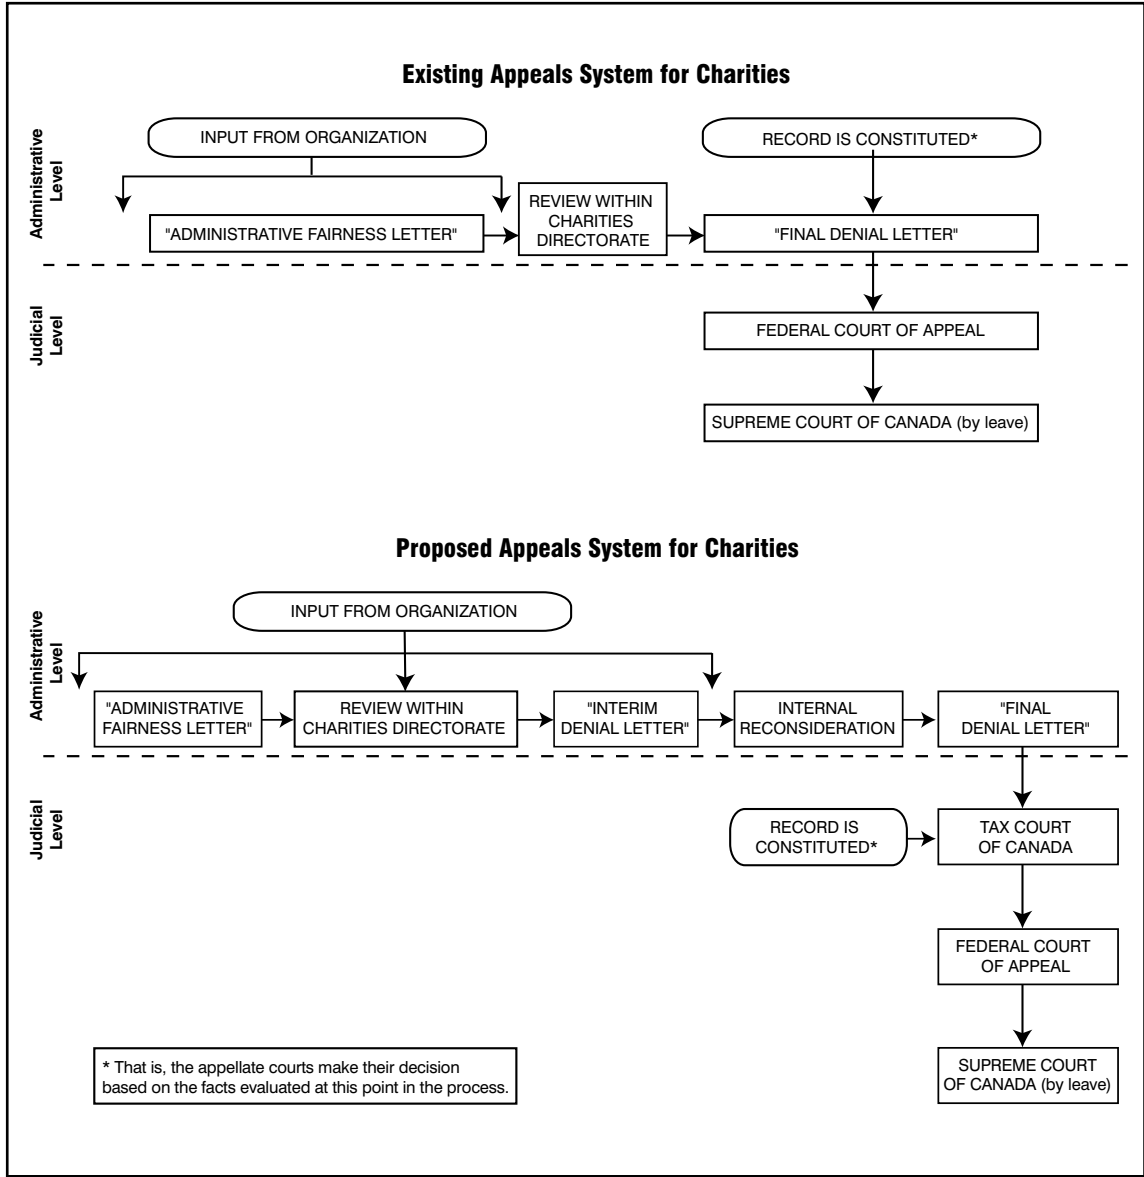 Existing Appeals System for Charities
Administrative
Level
INPUT FROM ORGANIZATION
RECORD IS CONSTITUTED*
"ADMINISTRATIVE FAIRNESS LETTER"
REVIEW WITHIN
CHARITIES
DIRECTORATE
"FINAL DENIAL LETTER"
Judicial
Level
FEDERAL COURT OF APPEAL
SUPREME COURT OF CANADA (by leave)
Proposed Appeals System for Charities
Administrative
Level
INPUT FROM ORGANIZATION
"ADMINISTRATIVE
FAIRNESS LETTER"
REVIEW WITHIN
CHARITIES DIRECTORATE
"INTERIM
DENIAL LETTER"
INTERNAL
RECONSIDERATION
"FINAL
DENIAL LETTER"
Judicial
Level
RECORD IS
CONSTITUTED*
TAX COURT
OF CANADA
FEDERAL COURT
OF APPEAL
SUPREME COURT
OF CANADA (by leave)
* That is, the appellate courts make their decision
based on the facts evaluated at this point in the process.